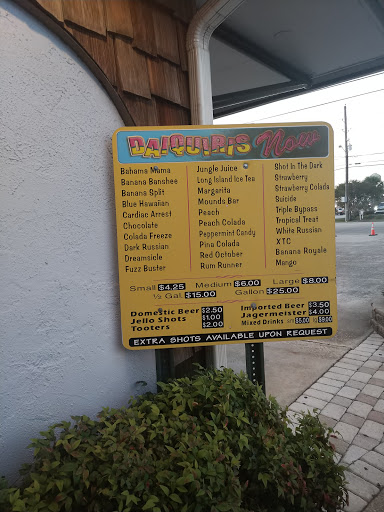 DAIQUIRIS Now
Bahama Mama
Banana Banshee
Banana Split
Blue Hawaiian
Cardiac Arrest
Chocolate
Colada Freeze
Dark Russian
Dreamsicle
Fuzz Buster
Jungle Juice
Long Island Ice Tea
Margarita
Mounds Bar
Peach
Peach Colada
Peppermint Candy
Pina Colada
Red October
Rum Runner
Shot In The Dark
Strawberry
Strawberry Colada
Suicide
Triple Bypass
Tropical Treat
White Russian
XTC
Banana Royale
Mango
Small $4.25 Medium $6.00 Large $8.00
½ Gal. $15.00 Gallon $25.00
Domestic Beer $2.50
Jello Shots $1.00
Tooters $2.00
Imported Beer $3.50
Jagermeister $4.00
Mixed Drinks $5.00 $6.00
EXTRA SHOTS AVAILABLE UPON REQUEST